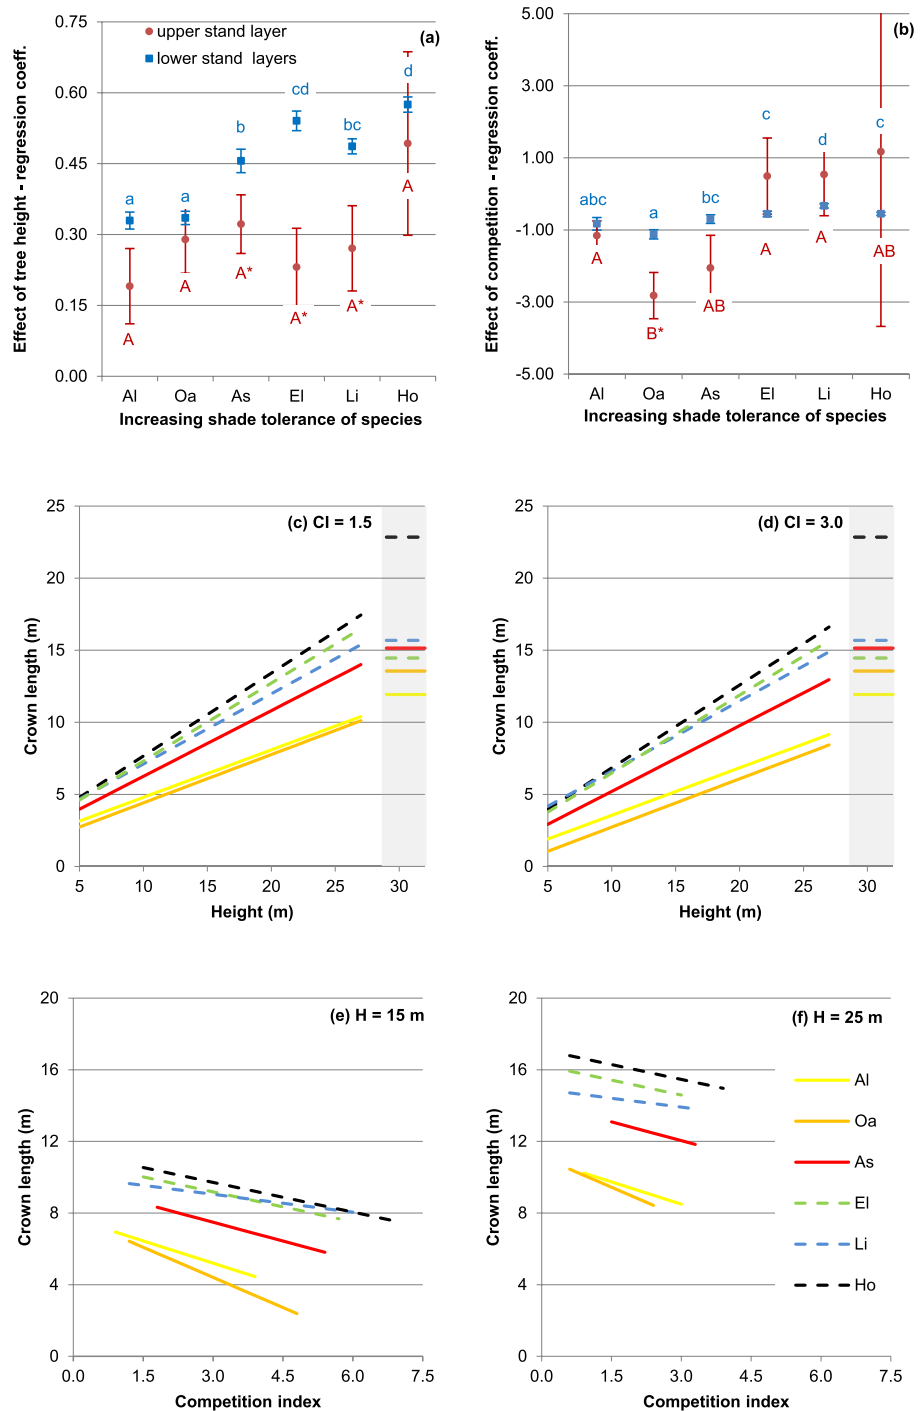 0.75
0.60
0.45
0.30
0.15
0.00
Effect of tree height - regression coeff.
upper stand layer
lower stand layers
(a)
a
a
b
cd
bc
d
A
A
A*
A*
A*
A
Al Oa As El Li Ho
Increasing shade tolerance of species
5.00
3.00
1.00
-1.00
-3.00
-5.00
Effect of competition - regression coeff.
(b)
abc
a
bc
c
d
c
A
B*
AB
A
A
AB
Al Oa As El Li Ho
Increasing shade tolerance of species
25
20
15
10
5
0
Crown length (m)
(c) CI = 1.5
5 10 15 20 25 30
Height (m)
25
20
15
10
5
0
Crown length (m)
(d) CI = 3.0
5 10 15 20 25 30
Height (m)
20
16
12
8
4
0
Crown length (m)
(e) H = 15 m
0.0 1.5 3.0 4.5 6.0 7.5
Competition index
20
16
12
8
4
0
Crown length (m)
(f) H = 25 m
Al
Oa
As
El
Li
Ho
0.0 1.5 3.0 4.5 6.0 7.5
Competition index